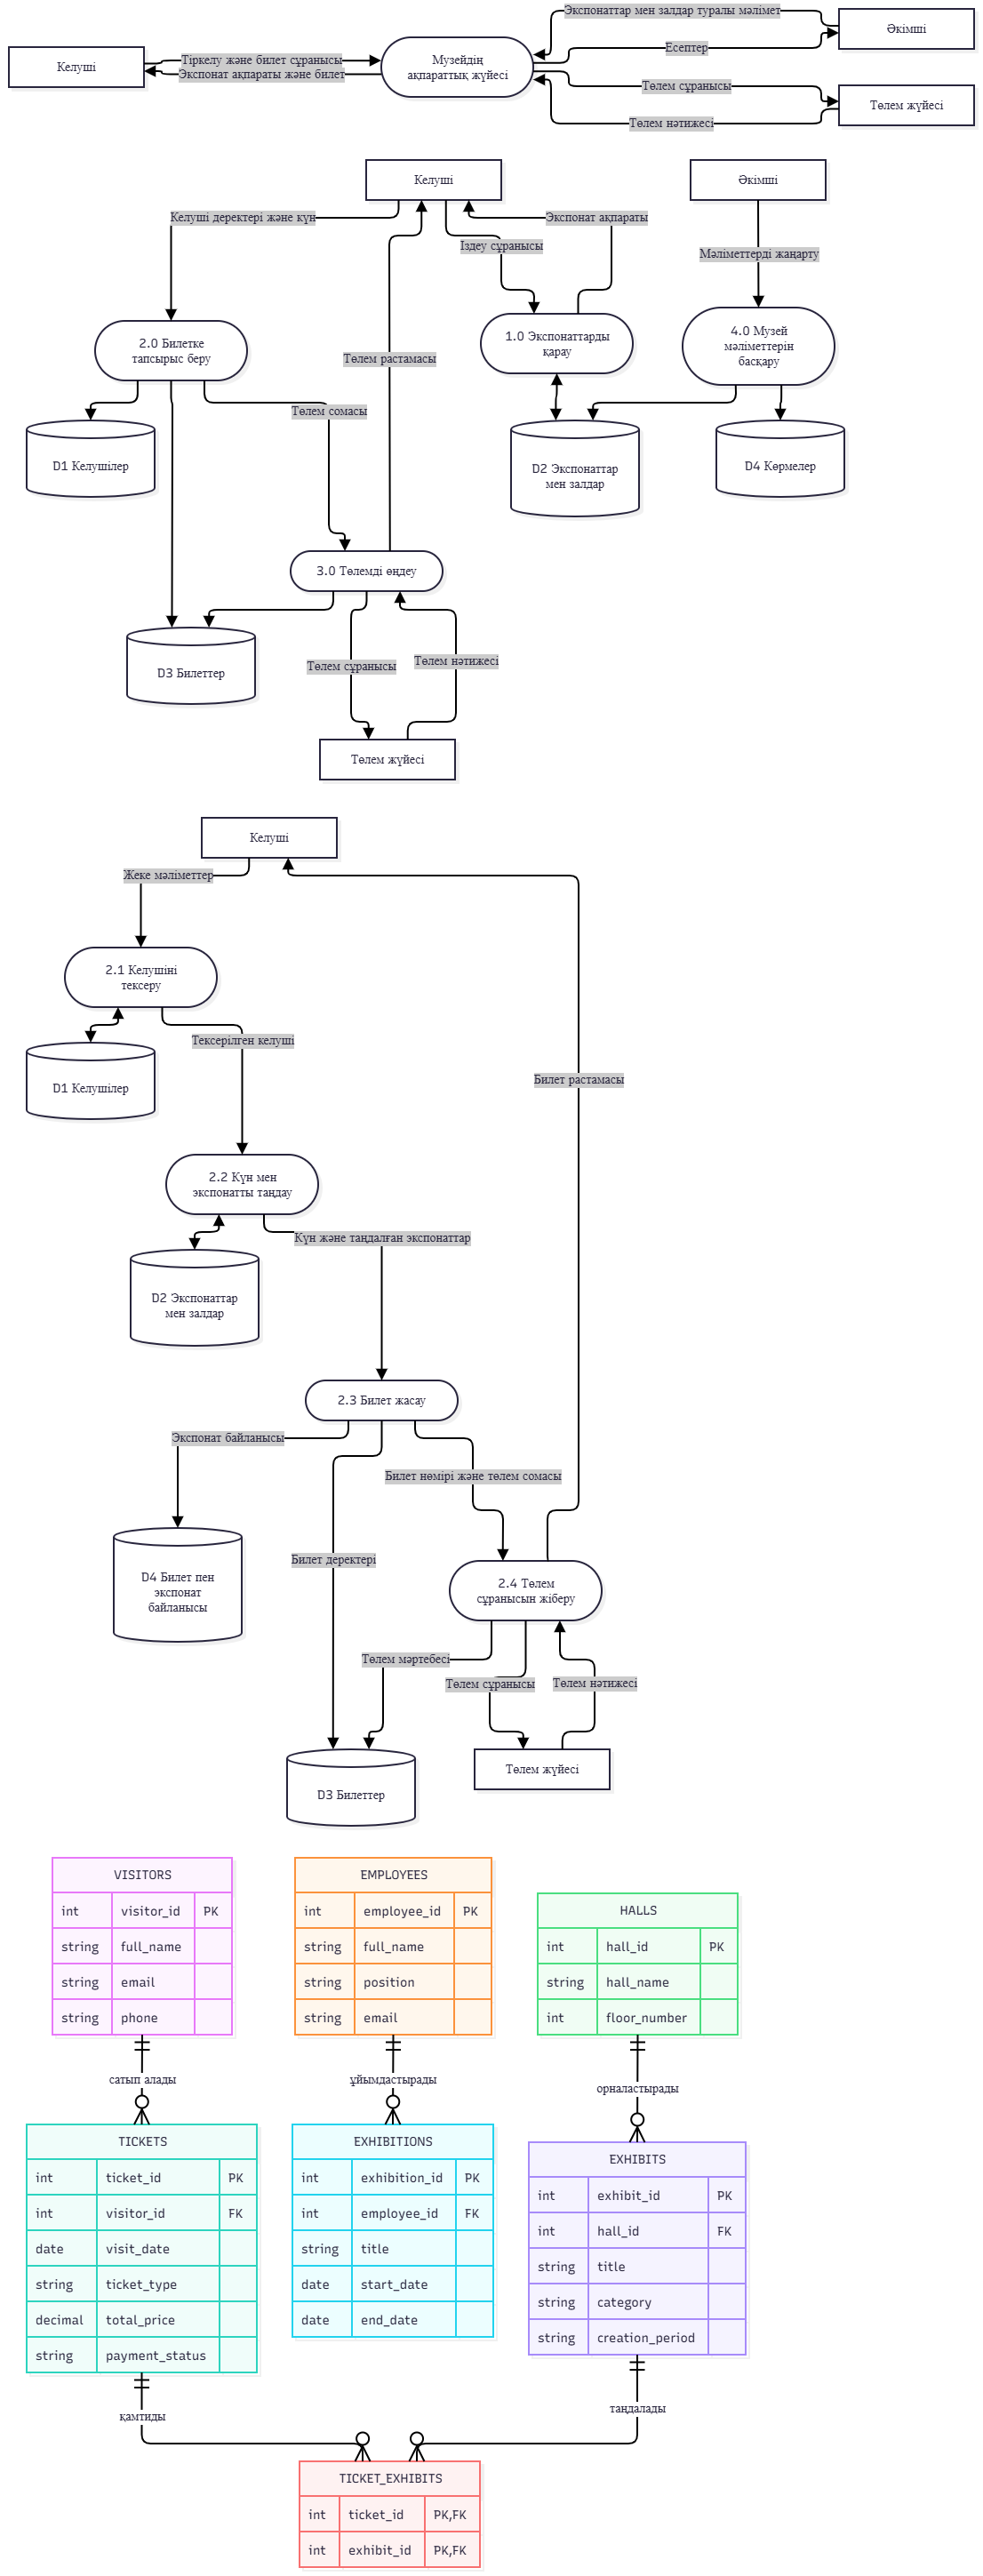 Экспонаттар мен залдар туралы мәлімет
Әкімші
Есептер
Келуші
Тіркелу және билет сұранысы
Экспонат ақпараты және билет
Музейдің
ақпараттық жүйесі
Төлем сұранысы
Төлем жүйесі
Төлем нәтижесі
Келуші
Әкімші
Келуші деректері және күн
Экспонат ақпараты
Іздеу сұранысы
Мәліметтерді жаңарту
2.0 Билетке
тапсырыс беру
1.0 Экспонаттарды
қарау
4.0 Музей
мәліметтерін
басқару
Төлем растамасы
Төлем сомасы
D1 Келушілер
D2 Экспонаттар
мен залдар
D4 Көрмелер
3.0 Төлемді өңдеу
D3 Билеттер
Төлем сұранысы
Төлем нәтижесі
Төлем жүйесі
Келуші
Жеке мәліметтер
2.1 Келушіні
тексеру
Тексерілген келуші
D1 Келушілер
Билет растамасы
2.2 Күн мен
экспонатты таңдау
Күн және таңдалған экспонаттар
D2 Экспонаттар
мен залдар
2.3 Билет жасау
Экспонат байланысы
Билет нөмірі және төлем сомасы
Билет деректері
D4 Билет пен
экспонат
байланысы
2.4 Төлем
сұранысын жіберу
Төлем мәртебесі
Төлем сұранысы
Төлем нәтижесі
D3 Билеттер
Төлем жүйесі
VISITORS
int visitor_id PK
string full_name
string email
string phone
EMPLOYEES
int employee_id PK
string full_name
string position
string email
HALLS
int hall_id PK
string hall_name
int floor_number
сатып алады
ұйымдастырады
орналастырады
TICKETS
int ticket_id PK
int visitor_id FK
date visit_date
string ticket_type
decimal total_price
string payment_status
EXHIBITIONS
int exhibition_id PK
int employee_id FK
string title
date start_date
date end_date
EXHIBITS
int exhibit_id PK
int hall_id FK
string title
string category
string creation_period
қамтиды
таңдалады
TICKET_EXHIBITS
int ticket_id PK,FK
int exhibit_id PK,FK